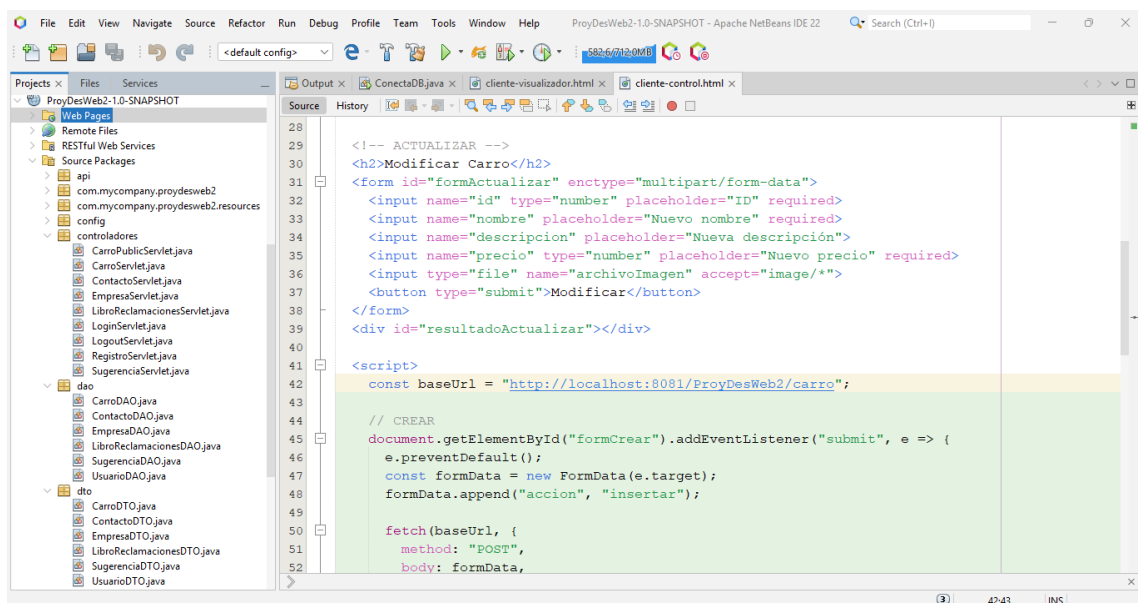 File Edit View Navigate Source Refactor Run Debug Profile Team Tools Window Help ProyDesWeb2-1.0-SNAPSHOT - Apache NetBeans IDE 22 Search (Ctrl+I)
<default config> 582,6/712,0MB
Projects Files Services
Output ConectaDB.java cliente-visualizador.html cliente-control.html
Source History
ProyDesWeb2-1.0-SNAPSHOT
Web Pages
Remote Files
RESTful Web Services
Source Packages
api
com.mycompany.proydesweb2
com.mycompany.proydesweb2.resources
config
controladores
CarroPublicServlet.java
CarroServlet.java
ContactoServlet.java
EmpresaServlet.java
LibroReclamacionesServlet.java
LoginServlet.java
LogoutServlet.java
RegistroServlet.java
SugerenciaServlet.java
dao
CarroDAO.java
ContactoDAO.java
EmpresaDAO.java
LibroReclamacionesDAO.java
SugerenciaDAO.java
UsuarioDAO.java
dto
CarroDTO.java
ContactoDTO.java
EmpresaDTO.java
LibroReclamacionesDTO.java
SugerenciaDTO.java
UsuarioDTO.java
28
29 <!-- ACTUALIZAR -->
30 <h2>Modificar Carro</h2>
31 <form id="formActualizar" enctype="multipart/form-data">
32 <input name="id" type="number" placeholder="ID" required>
33 <input name="nombre" placeholder="Nuevo nombre" required>
34 <input name="descripcion" placeholder="Nueva descripción">
35 <input name="precio" type="number" placeholder="Nuevo precio" required>
36 <input type="file" name="archivoImagen" accept="image/*">
37 <button type="submit">Modificar</button>
38 </form>
39 <div id="resultadoActualizar"></div>
40
41 <script>
42 const baseUrl = "http://localhost:8081/ProyDesWeb2/carro";
43
44 // CREAR
45 document.getElementById("formCrear").addEventListener("submit", e => {
46 e.preventDefault();
47 const formData = new FormData(e.target);
48 formData.append("accion", "insertar");
49
50 fetch(baseUrl, {
51 method: "POST",
52 body: formData,
3 42:43 INS